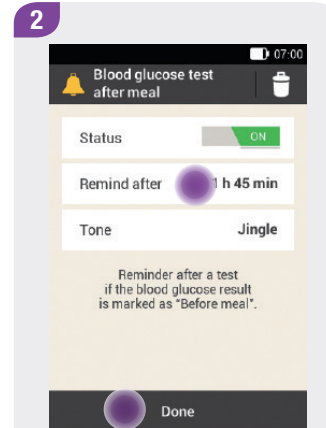 2
07:00
Blood glucose test
after meal
Status ON
Remind after 1 h 45 min
Tone Jingle
Reminder after a test
if the blood glucose result
is marked as “Before meal”.
Done